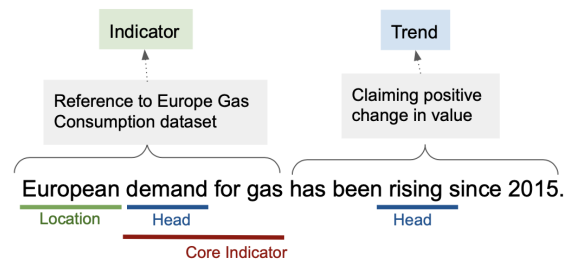 Indicator
Trend
Reference to Europe Gas
Consumption dataset
Claiming positive
change in value
European demand for gas has been rising since 2015.
Location
Head
Head
Core Indicator